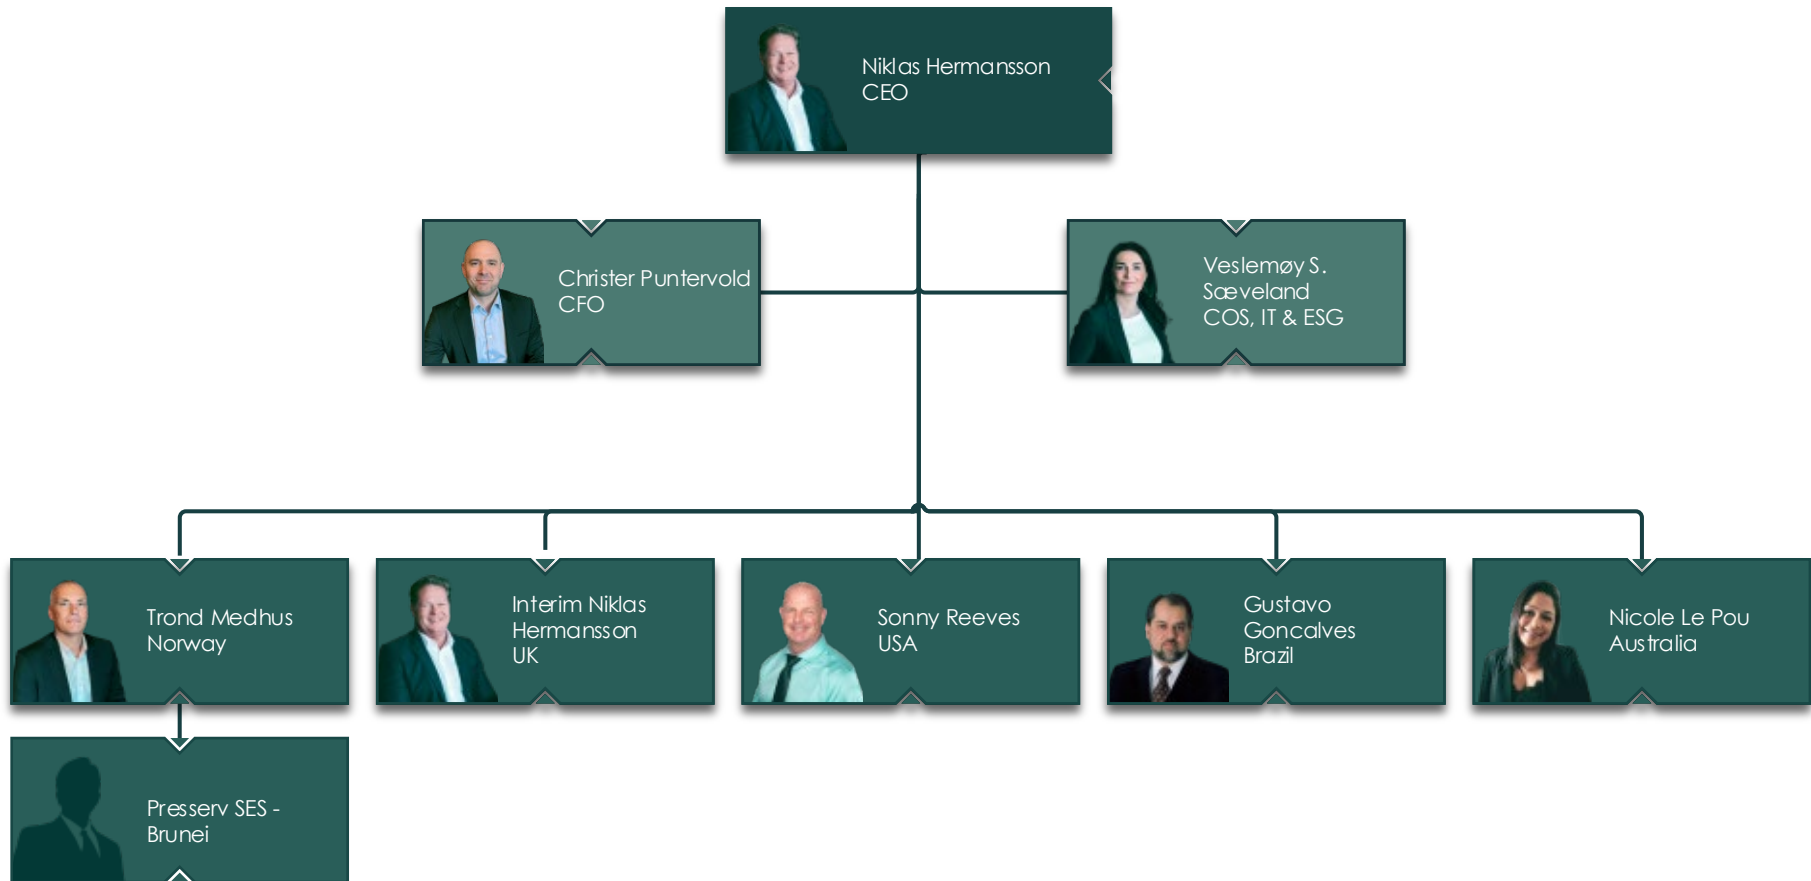 Niklas Hermansson
CEO
Christer Puntervold
CFO
Veslemøy S.
Sæveland
COS, IT & ESG
Trond Medhus
Norway
Interim Niklas
Hermansson
UK
Sonny Reeves
USA
Gustavo
Goncalves
Brazil
Nicole Le Pou
Australia
Presserv SES -
Brunei